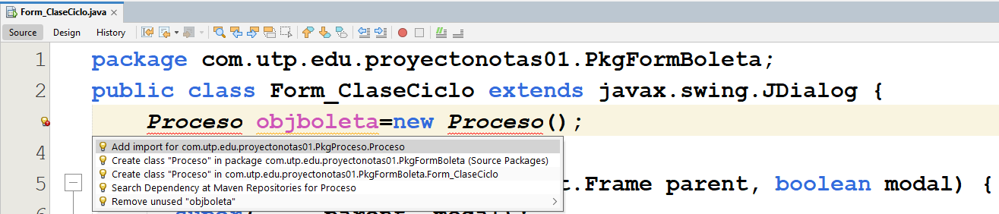 Form_ClaseCiclo.java
Source Design History
1 package com.utp.edu.proyectonotas01.PkgFormBoleta;
2 public class Form_ClaseCiclo extends javax.swing.JDialog {
Proceso objboleta=new Proceso();
Add import for com.utp.edu.proyectonotas01.PkgProceso.Proceso
4
Create class "Proceso" in package com.utp.edu.proyectonotas01.PkgFormBoleta (Source Packages)
Create class "Proceso" in com.utp.edu.proyectonotas01.PkgFormBoleta.Form_ClaseCiclo
5 t.Frame parent, boolean modal) {
Search Dependency at Maven Repositories for Proceso
Remove unused "objboleta"